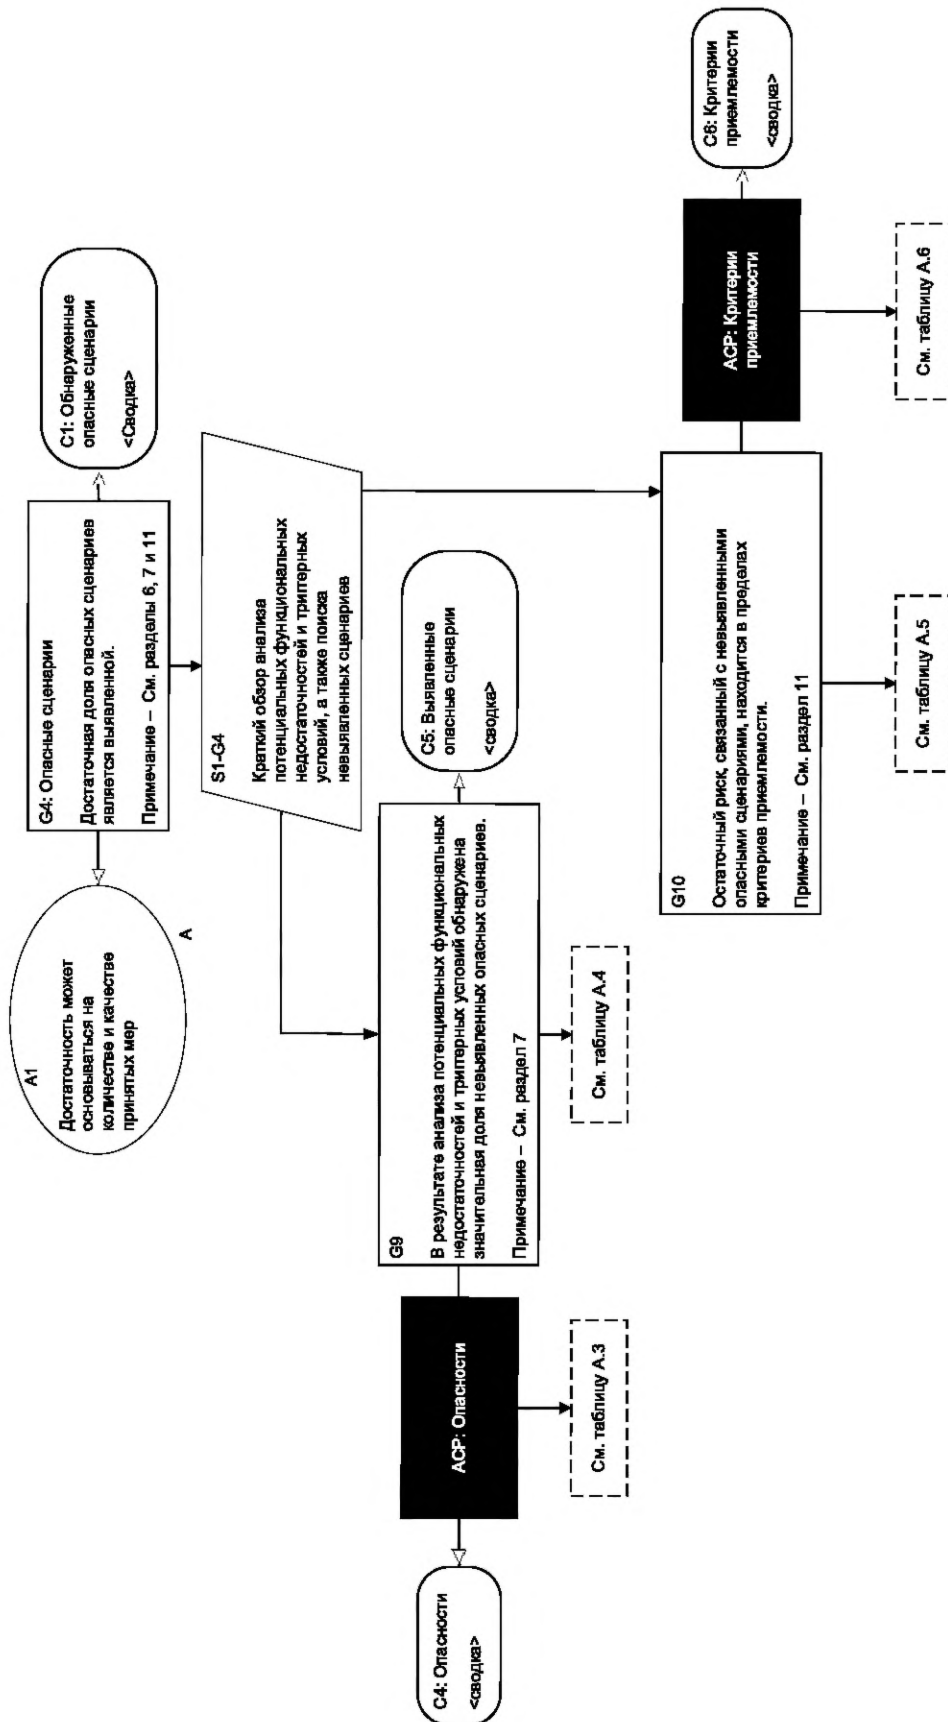 A1
Достаточность может
основываться на
количестве и качестве
принятых мер
A
G4: Опасные сценарии
Достаточная доля опасных сценариев
является выявленной.
Примечание – См. разделы 6, 7 и 11
C1: Обнаруженные
опасные сценарии
<Сводка>
S1-G4
Краткий обзор анализа
потенциальных функциональных
недостаточностей и триггерных
условий, а также поиска
невыявленных сценариев
C4: Опасности
<сводка>
ACP: Опасности
G9
В результате анализа потенциальных функциональных
недостаточностей и триггерных условий обнаружена
значительная доля невыявленных опасных сценариев.
Примечание – См. раздел 7
C5: Выявленные
опасные сценарии
<сводка>
См. таблицу А.3
См. таблицу А.4
G10
Остаточный риск, связанный с невыявленными
опасными сценариями, находится в пределах
критериев приемлемости.
Примечание – См. раздел 11
ACP: Критерии
приемлемости
C6: Критерии
приемлемости
<сводка>
См. таблицу А.5
См. таблицу А.6